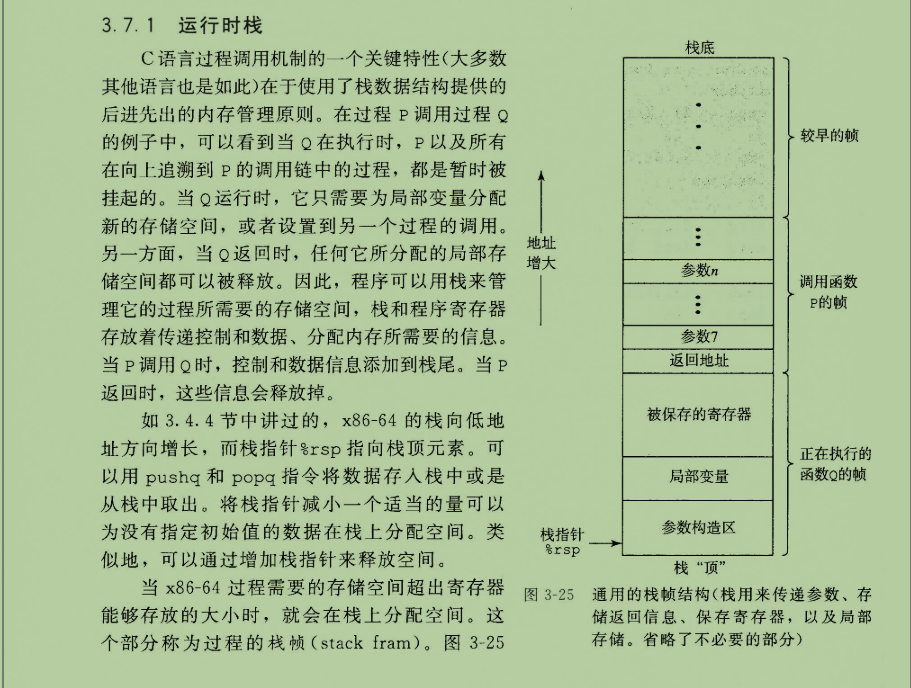 3.7.1 运行时栈
C语言过程调用机制的一个关键特性(大多数
其他语言也是如此)在于使用了栈数据结构提供的
后进先出的内存管理原则。在过程 P 调用过程 Q
的例子中，可以看到当 Q 在执行时，P 以及所有
在向上追溯到 P 的调用链中的过程，都是暂时被
挂起的。当 Q 运行时，它只需要为局部变量分配
新的存储空间，或者设置到另一个过程的调用。
另一方面，当 Q 返回时，任何它所分配的局部存
储空间都可以被释放。因此，程序可以用栈来管
理它的过程所需要的存储空间，栈和程序寄存器
存放着传递控制和数据、分配内存所需要的信息。
当 P 调用 Q 时，控制和数据信息添加到栈尾。当 P
返回时，这些信息会释放掉。
如 3.4.4 节中讲过的，x86-64 的栈向低地
址方向增长，而栈指针%rsp 指向栈顶元素。可
以用 pushq 和 popq 指令将数据存入栈中或是
从栈中取出。将栈指针减小一个适当的量可以
为没有指定初始值的数据在栈上分配空间。类
似地，可以通过增加栈指针来释放空间。
当 x86-64 过程需要的存储空间超出寄存器
能够存放的大小时，就会在栈上分配空间。这
个部分称为过程的栈帧(stack fram)。图 3-25
栈底
较早的帧
地址
增大
参数n
调用函数
P的帧
参数7
返回地址
被保存的寄存器
正在执行的
函数Q的帧
局部变量
参数构造区
栈指针
%rsp
栈“顶”
图 3-25 通用的栈帧结构(栈用来传递参数、存
储返回信息、保存寄存器，以及局部
存储。省略了不必要的部分)